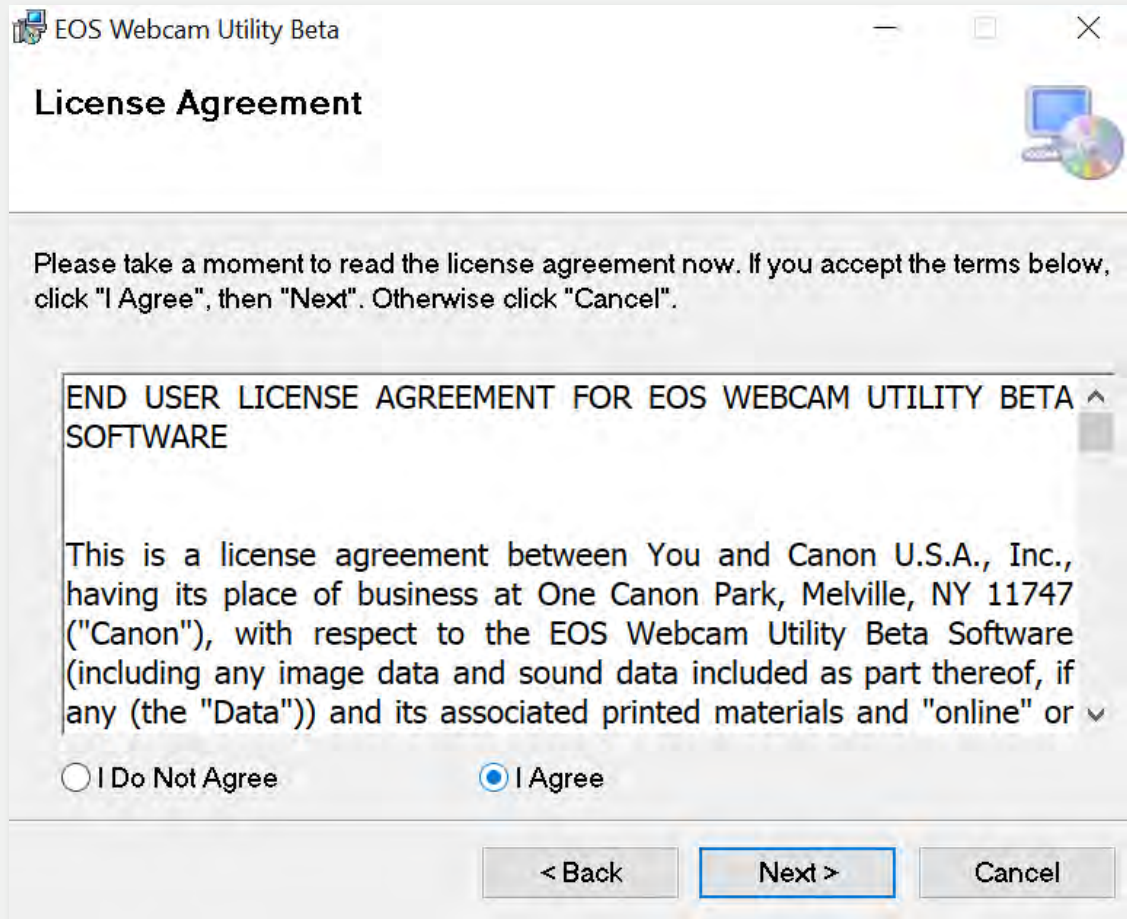 EOS Webcam Utility Beta
License Agreement
Please take a moment to read the license agreement now. If you accept the terms below,
click "I Agree", then "Next". Otherwise click "Cancel".
END USER LICENSE AGREEMENT FOR EOS WEBCAM UTILITY BETA
SOFTWARE
This is a license agreement between You and Canon U.S.A., Inc.,
having its place of business at One Canon Park, Melville, NY 11747
("Canon"), with respect to the EOS Webcam Utility Beta Software
(including any image data and sound data included as part thereof, if
any (the "Data")) and its associated printed materials and "online" or
I Do Not Agree
I Agree
< Back
Next >
Cancel